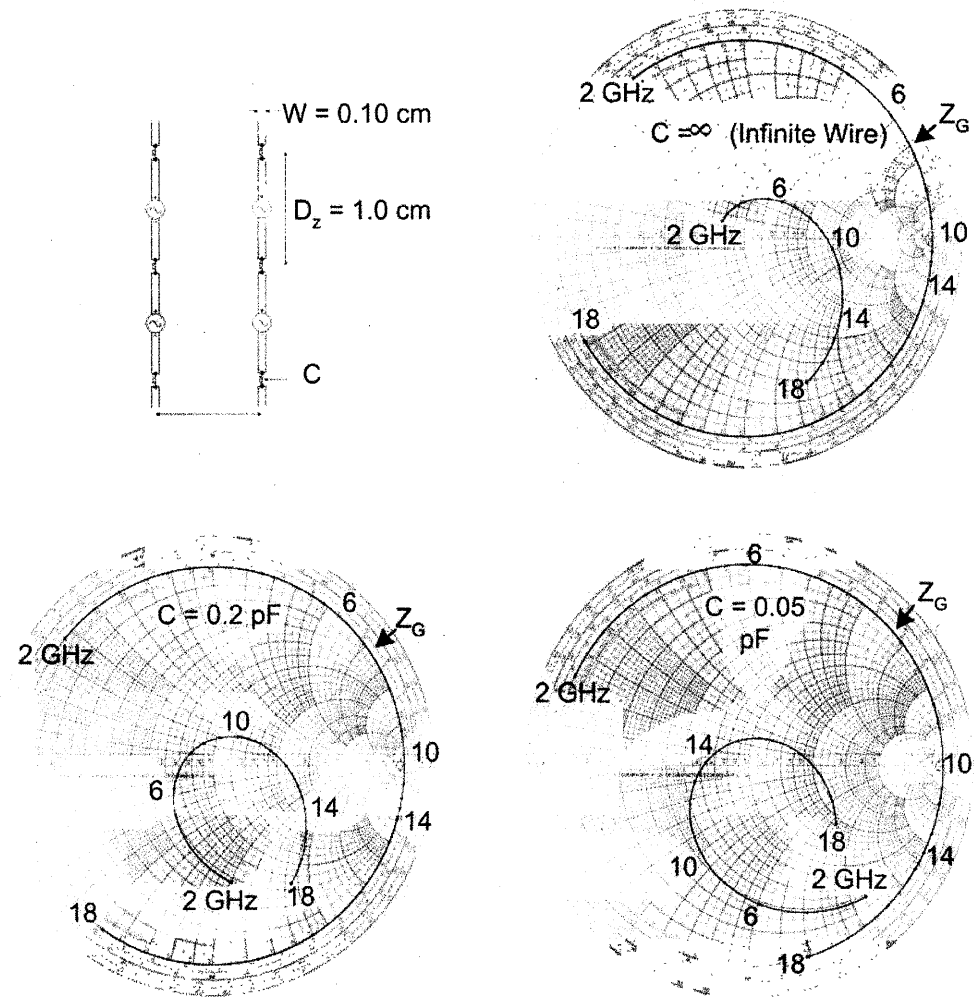 W = 0.10 cm
D_z = 1.0 cm
C
2 GHz
6
Z_G
C = ∞ (Infinite Wire)
6
2 GHz
10
10
14
14
18
18
C = 0.2 pF
6
Z_G
2 GHz
10
10
6
14
14
2 GHz
18
18
6
C = 0.05
pF
Z_G
2 GHz
14
10
18
10
14
2 GHz
6
18